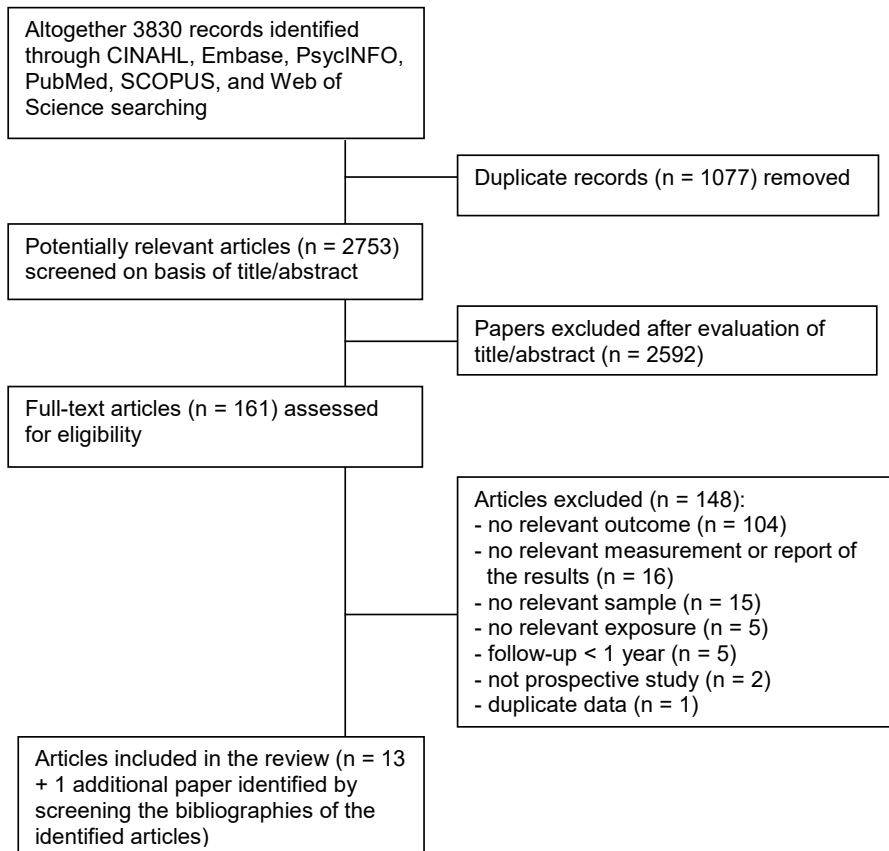 Altogether 3830 records identified
through CINAHL, Embase, PsycINFO,
PubMed, SCOPUS, and Web of
Science searching
Duplicate records (n = 1077) removed
Potentially relevant articles (n = 2753)
screened on basis of title/abstract
Papers excluded after evaluation of
title/abstract (n = 2592)
Full-text articles (n = 161) assessed
for eligibility
Articles excluded (n = 148):
- no relevant outcome (n = 104)
- no relevant measurement or report of
the results (n = 16)
- no relevant sample (n = 15)
- no relevant exposure (n = 5)
- follow-up < 1 year (n = 5)
- not prospective study (n = 2)
- duplicate data (n = 1)
Articles included in the review (n = 13
+ 1 additional paper identified by
screening the bibliographies of the
identified articles)